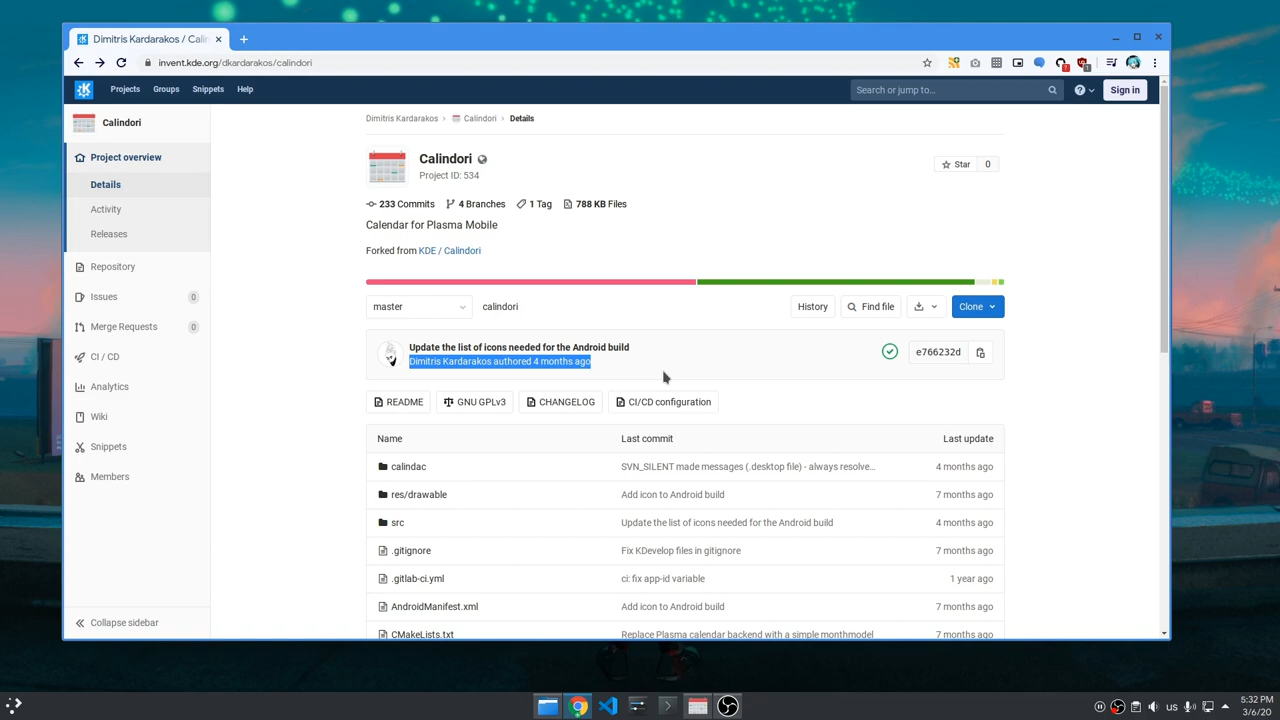 Dimitris Kardarakos / Calin
invent.kde.org/dkardarakos/calindori
7
1
Projects Groups Snippets Help
Search or jump to…
Sign in
Calindori
Project overview
Details
Activity
Releases
Repository
Issues 0
Merge Requests 0
CI / CD
Analytics
Wiki
Snippets
Members
Collapse sidebar
Dimitris Kardarakos › Calindori › Details
Calindori
Project ID: 534
Star 0
233 Commits 4 Branches 1 Tag 788 KB Files
Calendar for Plasma Mobile
Forked from KDE / Calindori
master calindori History Find file Clone
Update the list of icons needed for the Android build
Dimitris Kardarakos authored 4 months ago
e766232d
README GNU GPLv3 CHANGELOG CI/CD configuration
Name Last commit Last update
calindac SVN_SILENT made messages (.desktop file) - always resolve… 4 months ago
res/drawable Add icon to Android build 7 months ago
src Update the list of icons needed for the Android build 4 months ago
.gitignore Fix KDevelop files in gitignore 7 months ago
.gitlab-ci.yml ci: fix app-id variable 1 year ago
AndroidManifest.xml Add icon to Android build 7 months ago
CMakeLists.txt Replace Plasma calendar backend with a simple monthmodel 7 months ago
US
5:32 PM
3/6/20